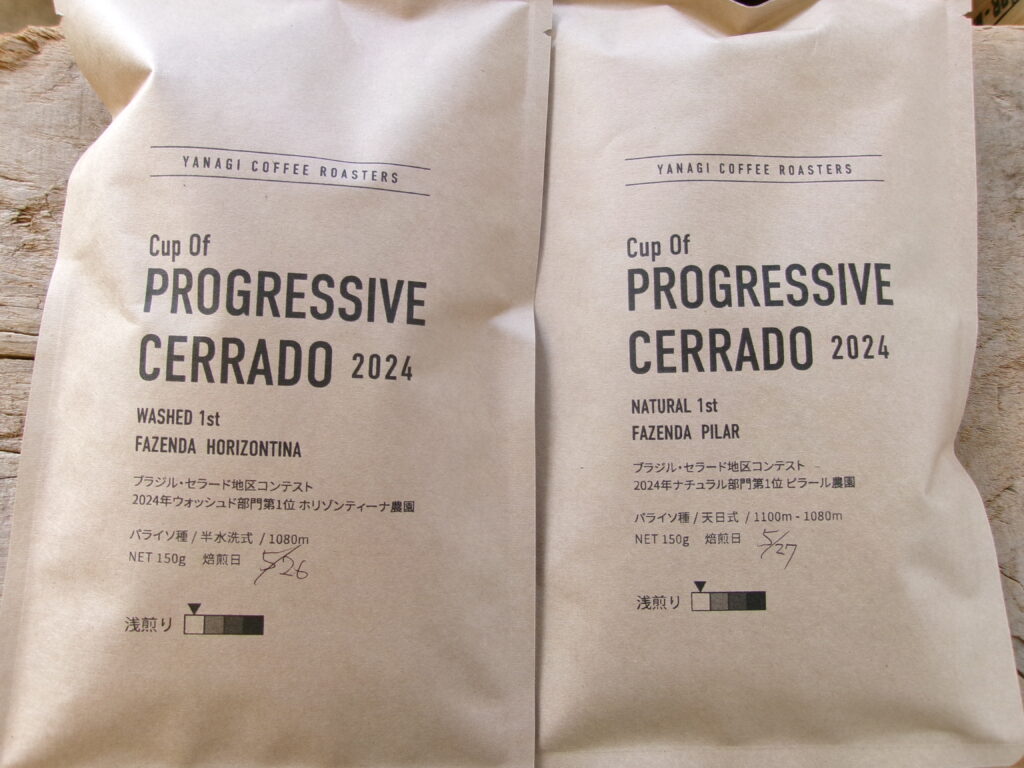 YANAGI COFFEE ROASTERS
Cup Of
PROGRESSIVE
CERRADO 2024
WASHED 1st
FAZENDA HORIZONTINA
ブラジル・セラード地区コンテスト
2024年ウォッシュド部門第1位 ホリゾンティーナ農園
パライソ種 / 半水洗式 / 1080m
NET 150g 焙煎日 5/26
浅煎り
YANAGI COFFEE ROASTERS
Cup Of
PROGRESSIVE
CERRADO 2024
NATURAL 1st
FAZENDA PILAR
ブラジル・セラード地区コンテスト
2024年ナチュラル部門第1位 ピラール農園
パライソ種 / 天日式 / 1100m - 1080m
NET 150g 焙煎日 5/27
浅煎り